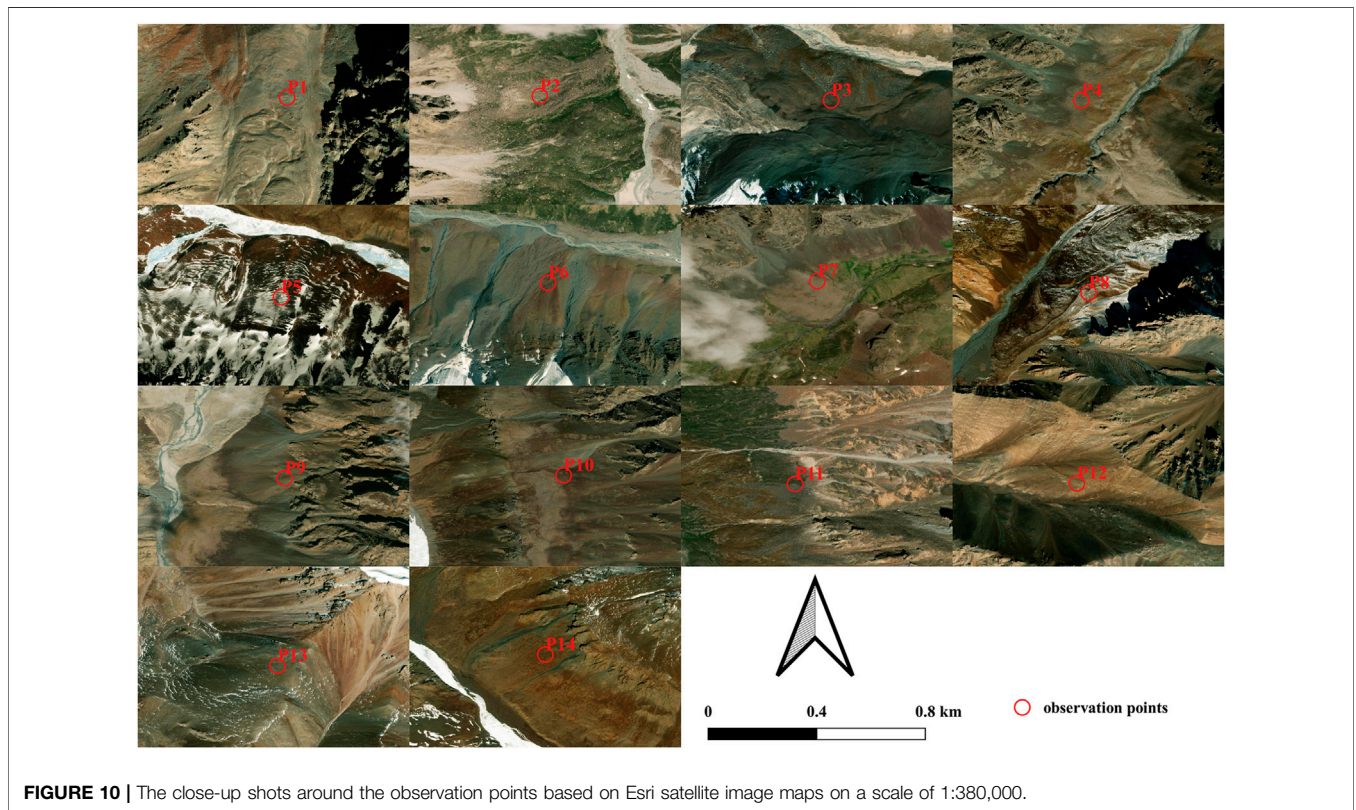 P1
P2
P3
P4
P5
P6
P7
P8
P9
P10
P11
P12
P13
P14
0 0.4 0.8 km
observation points
FIGURE 10 | The close-up shots around the observation points based on Esri satellite image maps on a scale of 1:380,000.